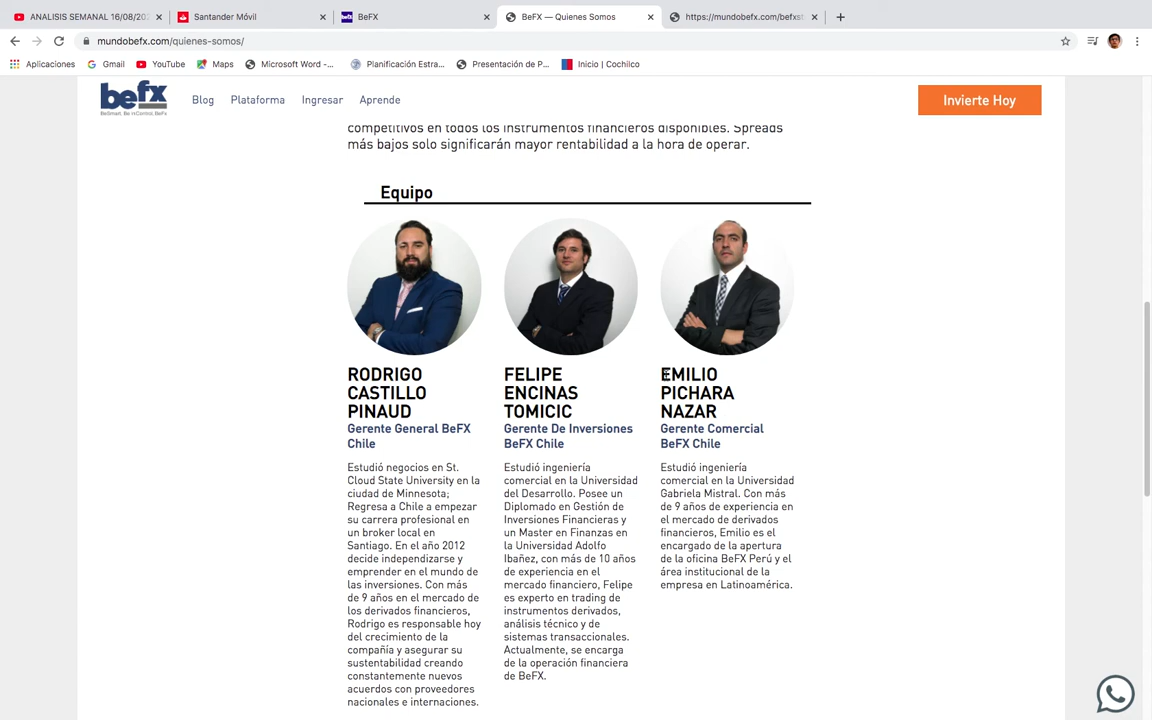 ANALISIS SEMANAL 16/08/202
Santander Móvil
BeFX
BeFX — Quienes Somos
https://mundobefx.com/befxst
mundobefx.com/quienes-somos/
Aplicaciones
Gmail
YouTube
Maps
Microsoft Word -...
Planificación Estra...
Presentación de P...
Inicio | Cochilco
befx
BeSmart. Be inControl. BeFx
Blog
Plataforma
Ingresar
Aprende
Invierte Hoy
competitivos en todos los instrumentos financieros disponibles. Spreads
más bajos solo significarán mayor rentabilidad a la hora de operar.
Equipo
RODRIGO
CASTILLO
PINAUD
Gerente General BeFX
Chile
Estudió negocios en St.
Cloud State University en la
ciudad de Minnesota;
Regresa a Chile a empezar
su carrera profesional en
un broker local en
Santiago. En el año 2012
decide independizarse y
emprender en el mundo de
las inversiones. Con más
de 9 años en el mercado de
los derivados financieros,
Rodrigo es responsable hoy
del crecimiento de la
compañía y asegurar su
sustentabilidad creando
constantemente nuevos
acuerdos con proveedores
nacionales e internaciones.
FELIPE
ENCINAS
TOMICIC
Gerente De Inversiones
BeFX Chile
Estudió ingeniería
comercial en la Universidad
del Desarrollo. Posee un
Diplomado en Gestión de
Inversiones Financieras y
un Master en Finanzas en
la Universidad Adolfo
Ibañez, con más de 10 años
de experiencia en el
mercado financiero, Felipe
es experto en trading de
instrumentos derivados,
análisis técnico y de
sistemas transaccionales.
Actualmente, se encarga
de la operación financiera
de BeFX.
EMILIO
PICHARA
NAZAR
Gerente Comercial
BeFX Chile
Estudió ingeniería
comercial en la Universidad
Gabriela Mistral. Con más
de 9 años de experiencia en
el mercado de derivados
financieros, Emilio es el
encargado de la apertura
de la oficina BeFX Perú y el
área institucional de la
empresa en Latinoamérica.